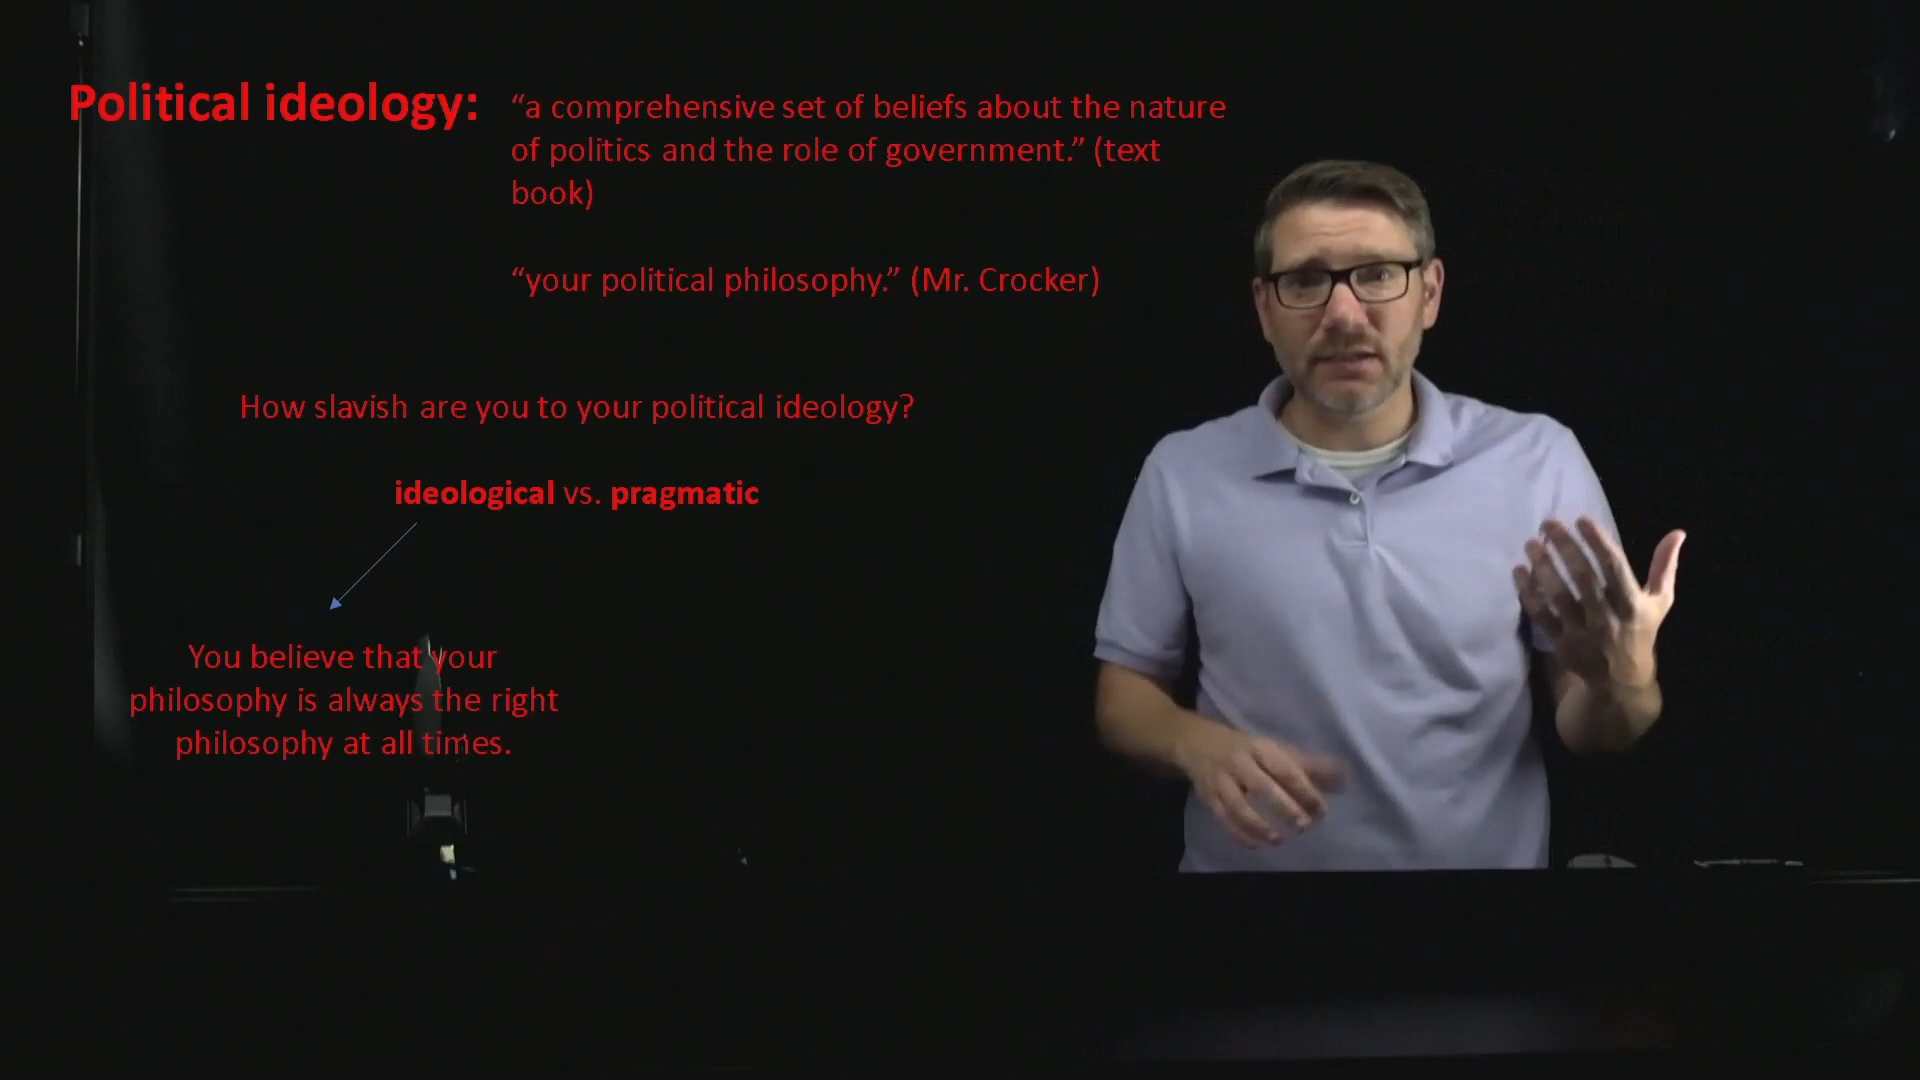 Political ideology:
“a comprehensive set of beliefs about the nature
of politics and the role of government.” (text
book)
“your political philosophy.” (Mr. Crocker)
How slavish are you to your political ideology?
ideological vs. pragmatic
You believe that your
philosophy is always the right
philosophy at all times.